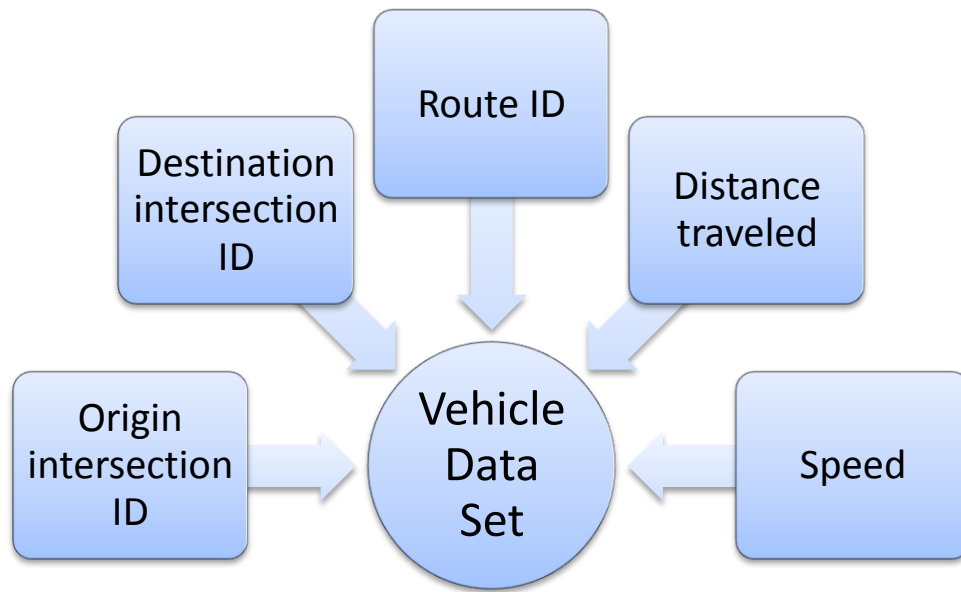 Route ID
Destination
intersection
ID
Distance
traveled
Origin
intersection
ID
Vehicle
Data
Set
Speed